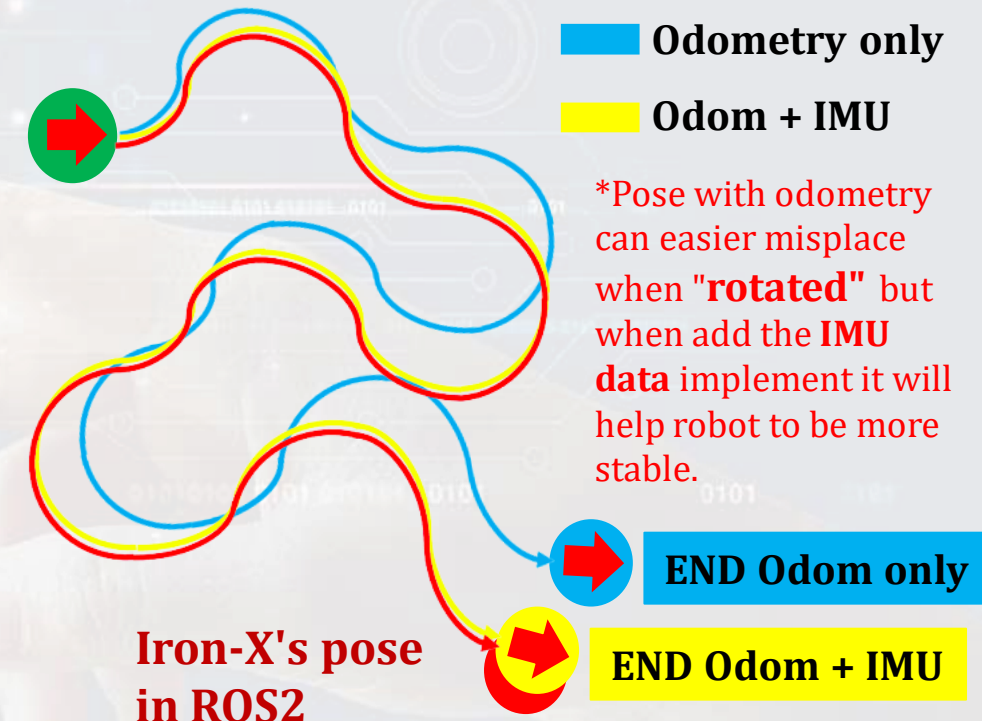 Odometry only
Odom + IMU
*Pose with odometry
can easier misplace
when "rotated" but
when add the IMU
data implement it will
help robot to be more
stable.
0101
END Odom only
END Odom + IMU
Iron-X's pose
in ROS2